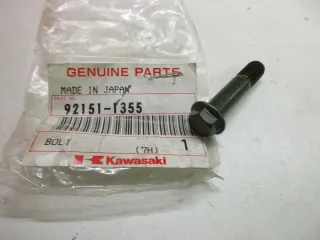 GENUINE PARTS
MADE IN JAPAN
92151-1355
BOLT
1
(7H)
Kawasaki